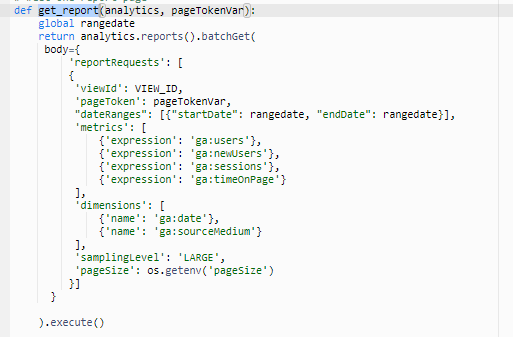 def get_report(analytics, pageTokenVar):
    global rangedate
    return analytics.reports().batchGet(
     body={
         'reportRequests': [
         {
          'viewId': VIEW_ID,
          'pageToken': pageTokenVar,
          "dateRanges": [{"startDate": rangedate, "endDate": rangedate}],
          'metrics': [
              {'expression': 'ga:users'},
              {'expression': 'ga:newUsers'},
              {'expression': 'ga:sessions'},
              {'expression': 'ga:timeOnPage'}
          ],
          'dimensions': [
              {'name': 'ga:date'},
              {'name': 'ga:sourceMedium'}
          ],
          'samplingLevel': 'LARGE',
          'pageSize': os.getenv('pageSize')
         }]
      }
    ).execute()